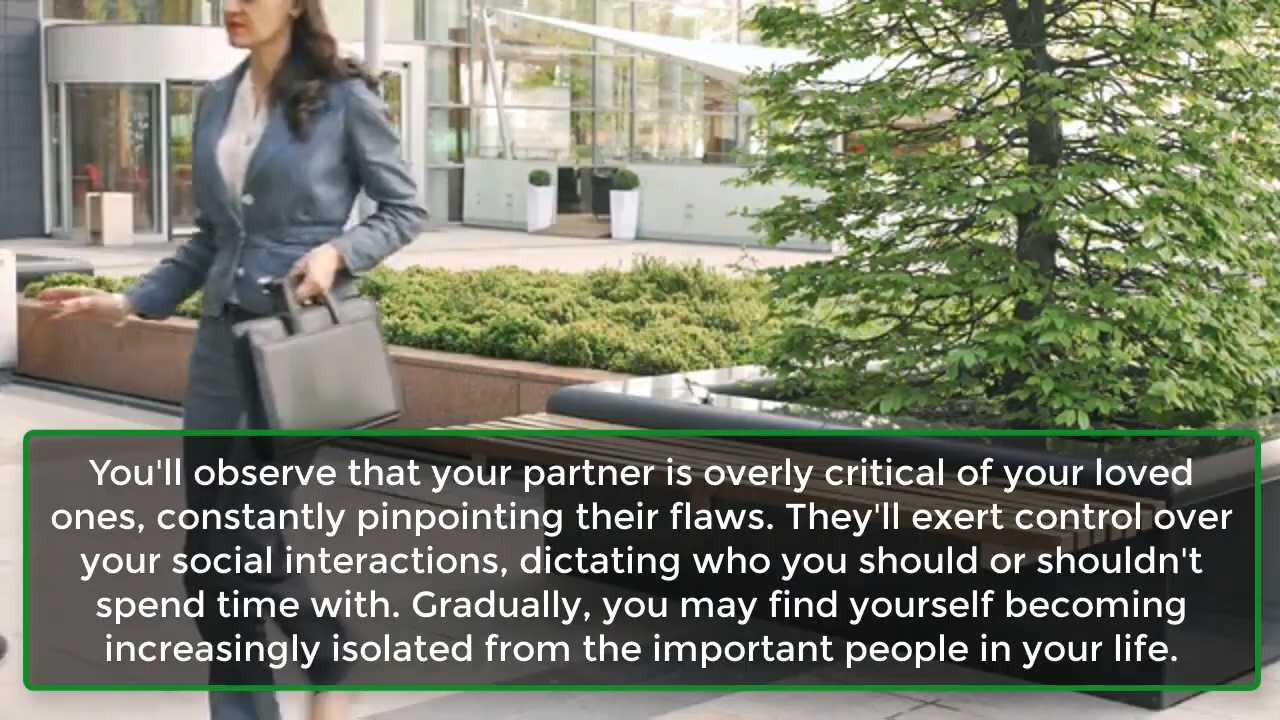 You'll observe that your partner is overly critical of your loved
ones, constantly pinpointing their flaws. They'll exert control over
your social interactions, dictating who you should or shouldn't
spend time with. Gradually, you may find yourself becoming
increasingly isolated from the important people in your life.